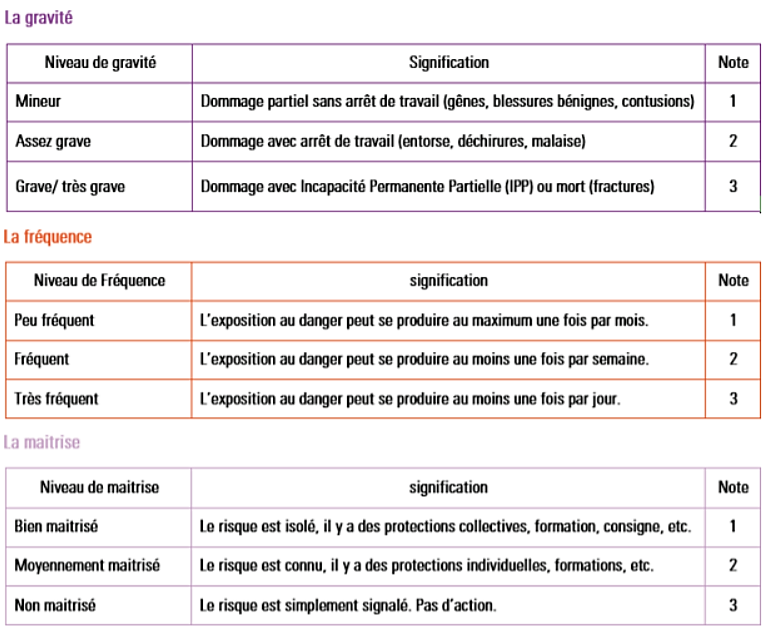 La gravité
Niveau de gravité Signification Note
Mineur Dommage partiel sans arrêt de travail (gênes, blessures bénignes, contusions) 1
Assez grave Dommage avec arrêt de travail (entorse, déchirures, malaise) 2
Grave/ très grave Dommage avec Incapacité Permanente Partielle (IPP) ou mort (fractures) 3
La fréquence
Niveau de Fréquence signification Note
Peu fréquent L'exposition au danger peut se produire au maximum une fois par mois. 1
Fréquent L'exposition au danger peut se produire au moins une fois par semaine. 2
Très fréquent L'exposition au danger peut se produire au moins une fois par jour. 3
La maitrise
Niveau de maitrise signification Note
Bien maitrisé Le risque est isolé, il y a des protections collectives, formation, consigne, etc. 1
Moyennement maitrisé Le risque est connu, il y a des protections individuelles, formations, etc. 2
Non maitrisé Le risque est simplement signalé. Pas d'action. 3